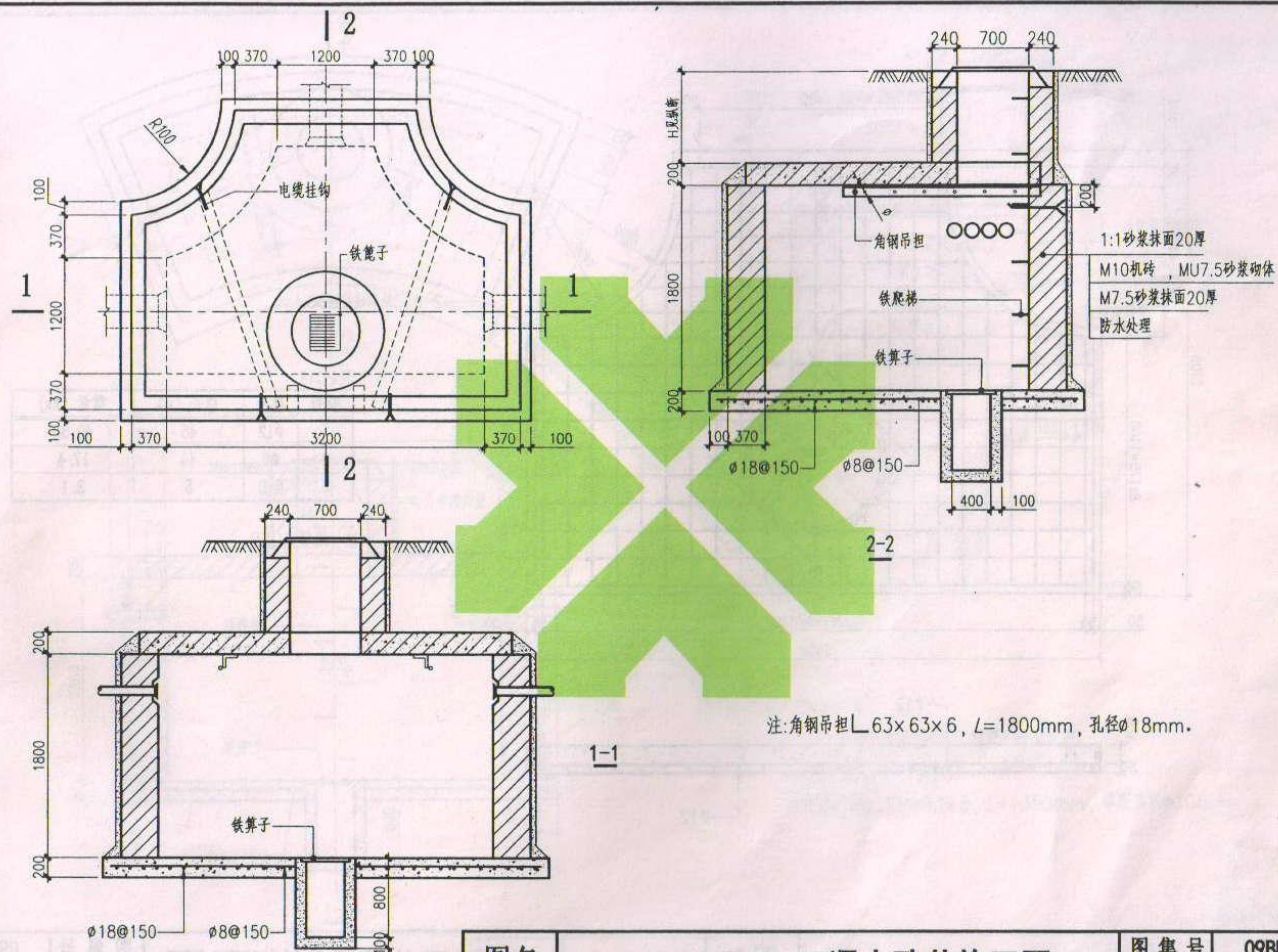 2
100 370 1200 370 100
R100
电缆挂钩
铁篦子
100
370
1200
370
100
1
1
100 370 3200 370 100
2
240 700 240
H见纵断
200
1800
200
200
角钢吊担
铁爬梯
铁箅子
1:1砂浆抹面20厚
M10机砖 , MU7.5砂浆砌体
M7.5砂浆抹面20厚
防水处理
100 370
ø18@150
ø8@150
400 100
2-2
240 700 240
200
1800
200
铁箅子
ø18@150
ø8@150
800
1-1
注:角钢吊担∟63×63×6, L=1800mm, 孔径ø18mm.
图集号